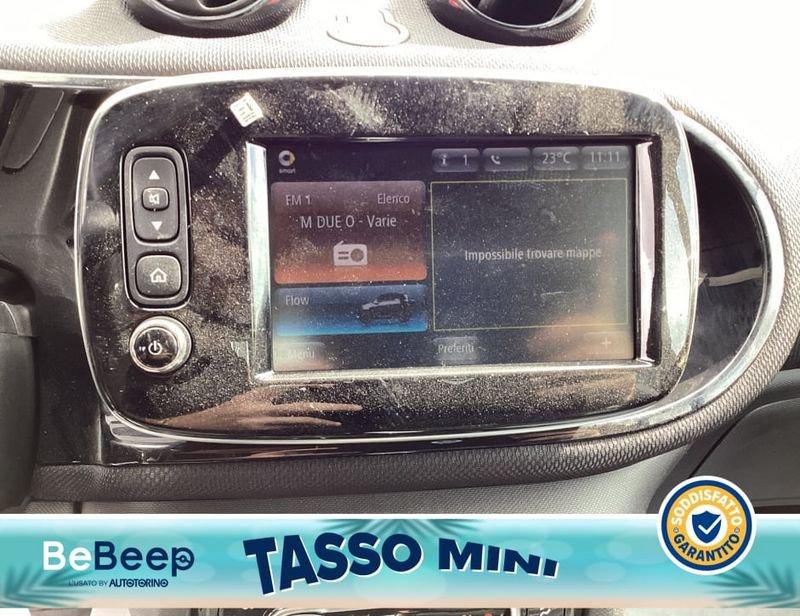 smart
1
23°C
11:11
FM 1 Elenco
M DUE O - Varie
Impossibile trovare mappe
Flow
Menu
Preferiti
+
BeBeep
L'USATO BY AUTOTORINO
TASSO MINI
SODDISFATTO
GARANTITO